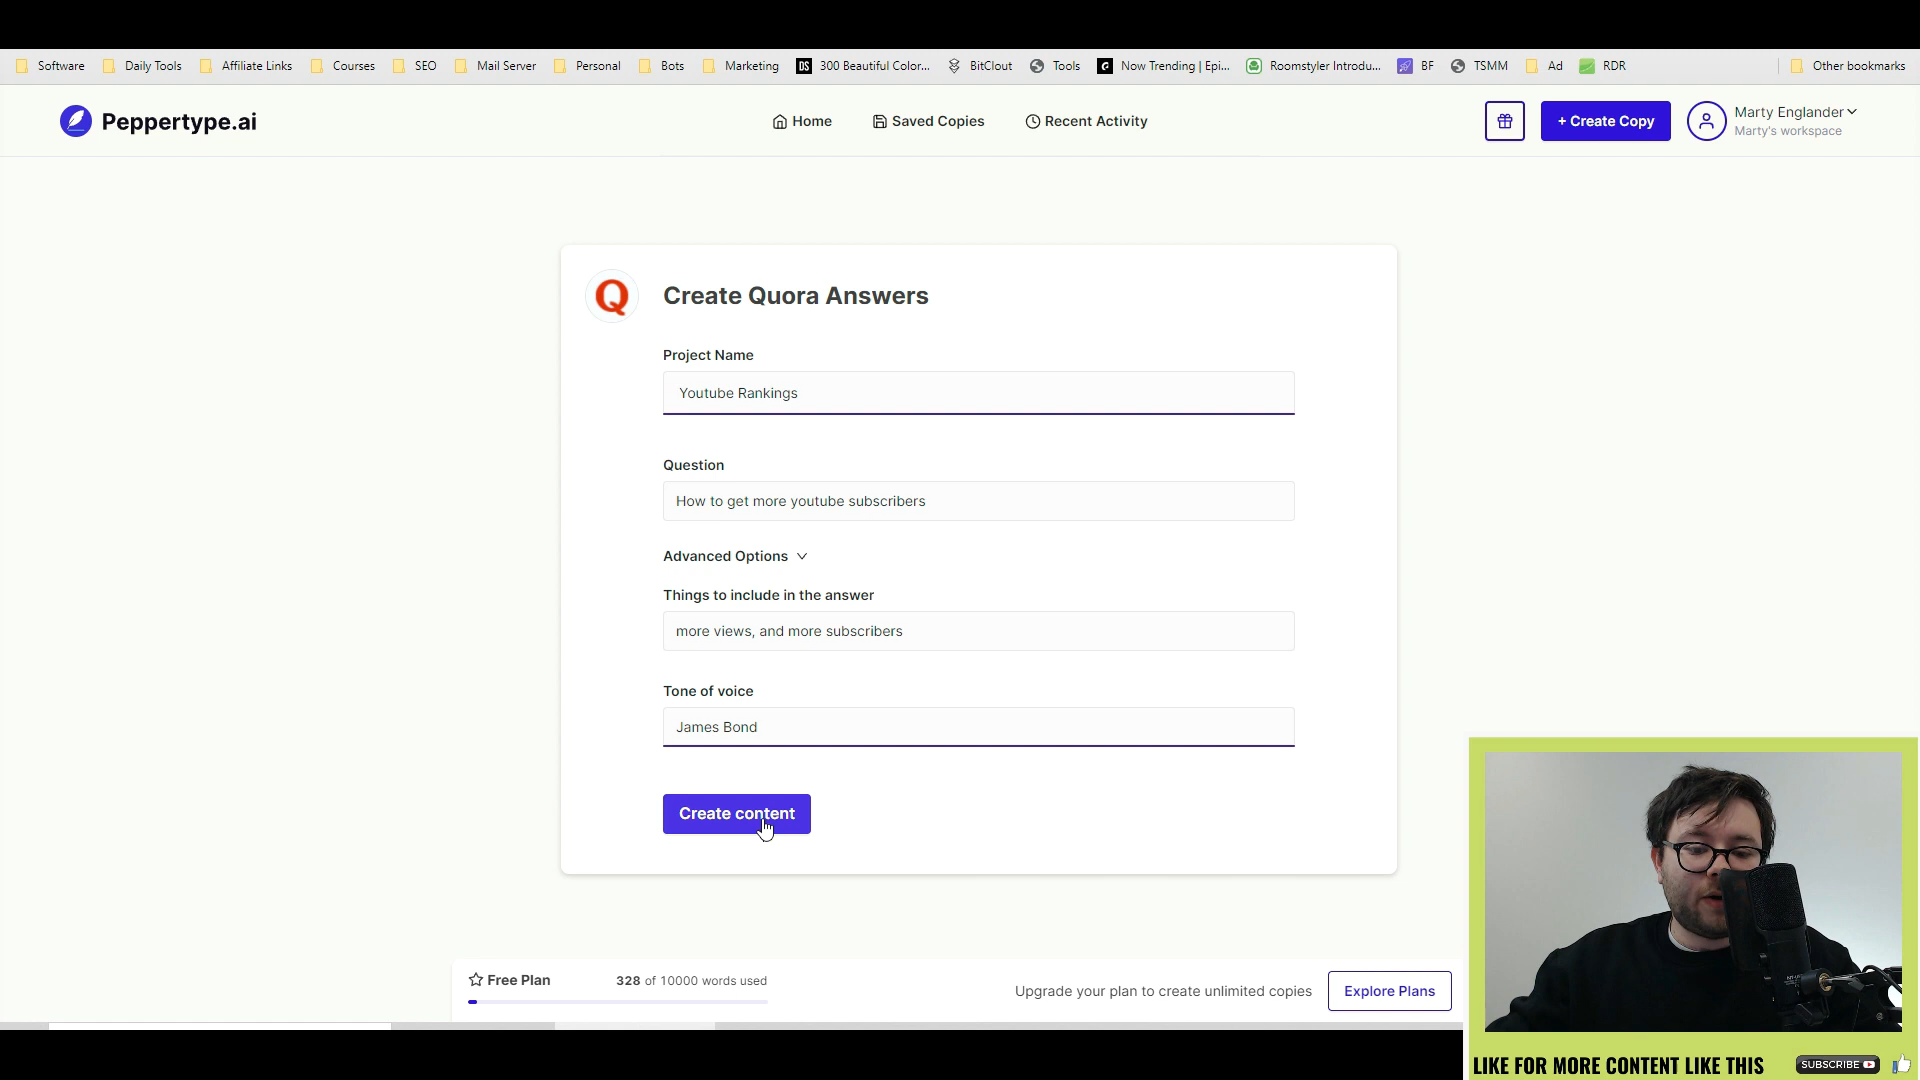 Software Daily Tools Affiliate Links Courses SEO Mail Server Personal Bots Marketing DS 300 Beautiful Color... BitClout Tools G Now Trending | Epi... Roomstyler Introdu... BF TSMM Ad RDR Other bookmarks
Peppertype.ai Home Saved Copies Recent Activity + Create Copy Marty Englander
Marty's workspace
Q Create Quora Answers
Project Name
Youtube Rankings
Question
How to get more youtube subscribers
Advanced Options
Things to include in the answer
more views, and more subscribers
Tone of voice
James Bond
Create content
Free Plan 328 of 10000 words used Upgrade your plan to create unlimited copies Explore Plans
LIKE FOR MORE CONTENT LIKE THIS SUBSCRIBE